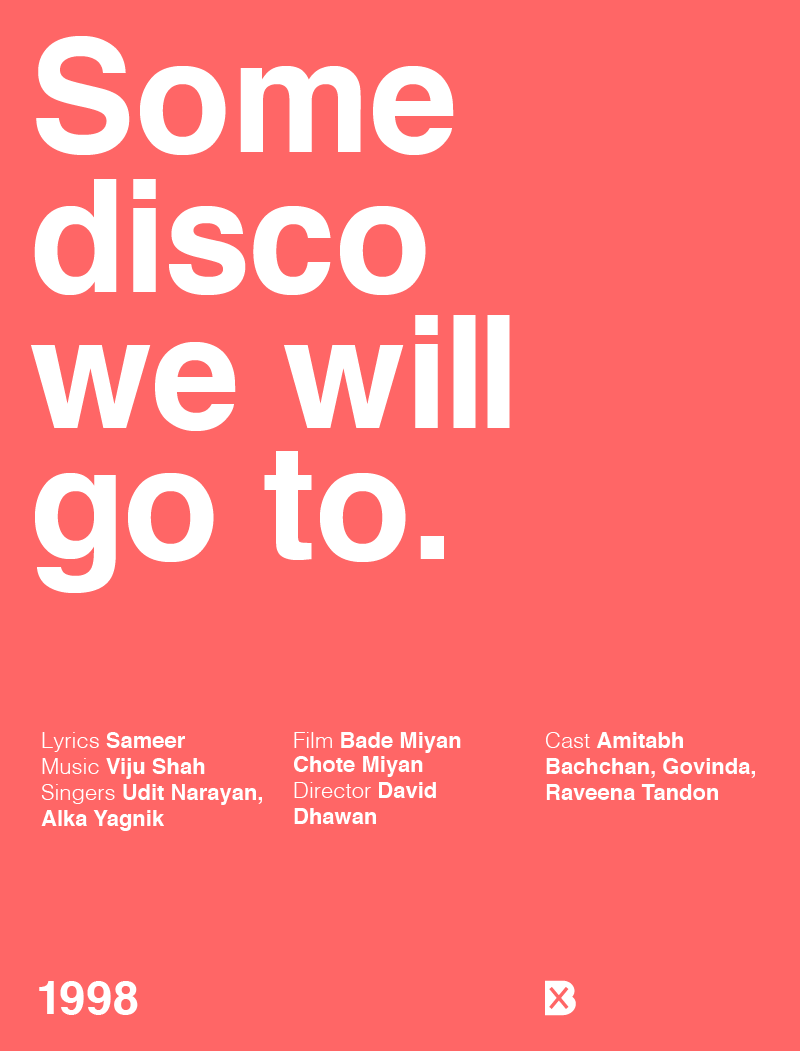 Some
disco
we will
go to.
Lyrics Sameer
Music Viju Shah
Singers Udit Narayan,
Alka Yagnik
Film Bade Miyan
Chote Miyan
Director David
Dhawan
Cast Amitabh
Bachchan, Govinda,
Raveena Tandon
1998
BX